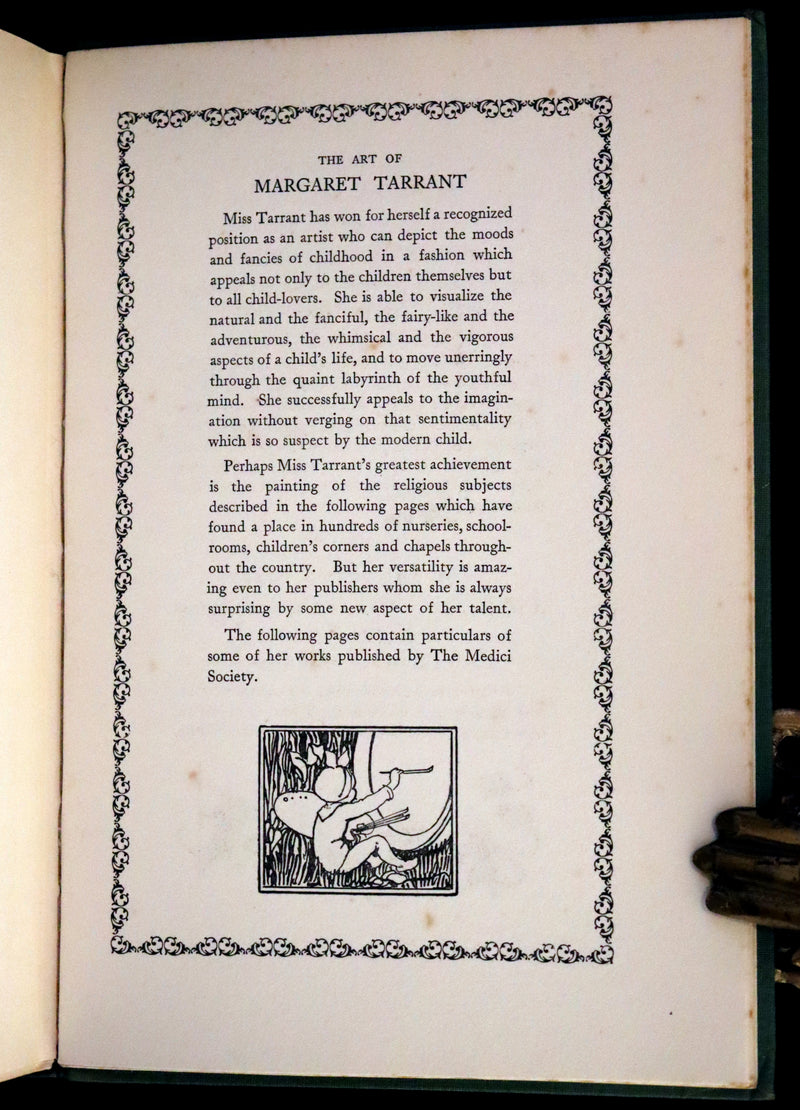 THE ART OF
MARGARET TARRANT
Miss Tarrant has won for herself a recognized
position as an artist who can depict the moods
and fancies of childhood in a fashion which
appeals not only to the children themselves but
to all child-lovers. She is able to visualize the
natural and the fanciful, the fairy-like and the
adventurous, the whimsical and the vigorous
aspects of a child's life, and to move unerringly
through the quaint labyrinth of the youthful
mind. She successfully appeals to the imagin-
ation without verging on that sentimentality
which is so suspect by the modern child.
Perhaps Miss Tarrant's greatest achievement
is the painting of the religious subjects
described in the following pages which have
found a place in hundreds of nurseries, school-
rooms, children's corners and chapels through-
out the country. But her versatility is amaz-
ing even to her publishers whom she is always
surprising by some new aspect of her talent.
The following pages contain particulars of
some of her works published by The Medici
Society.